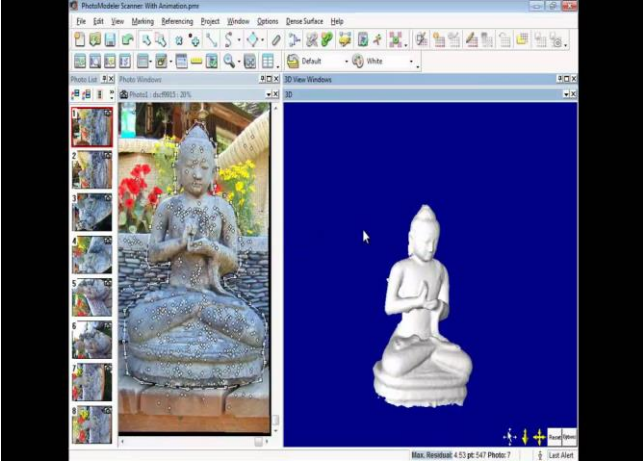 PhotoModeler Scanner: With Animation.pmr
File Edit View Marking Referencing Project Window Options Dense Surface Help
Default White
Photo List Photo Windows 3D View Windows
Photo1 : dscf9815 : 20% 3D
1
2
3
4
5
6
7
8
Reset Options
Max. Residual: 4.53 pt: 547 Photo: 7 Last Alert